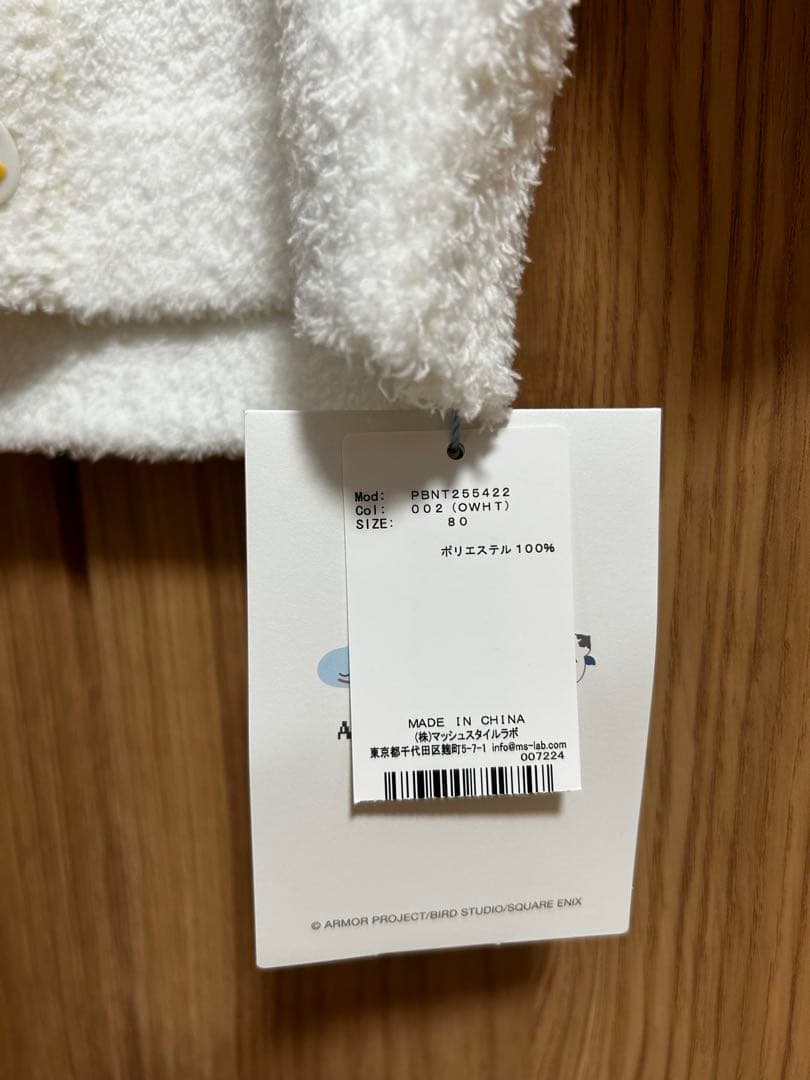 Mod: PBNT255422
Col: 002(OWHT)
SIZE: 80
ポリエステル100%
MADE IN CHINA
(株)マッシュスタイルラボ
東京都千代田区麹町5-7-1 info@ms-lab.com
007224
© ARMOR PROJECT/BIRD STUDIO/SQUARE ENIX